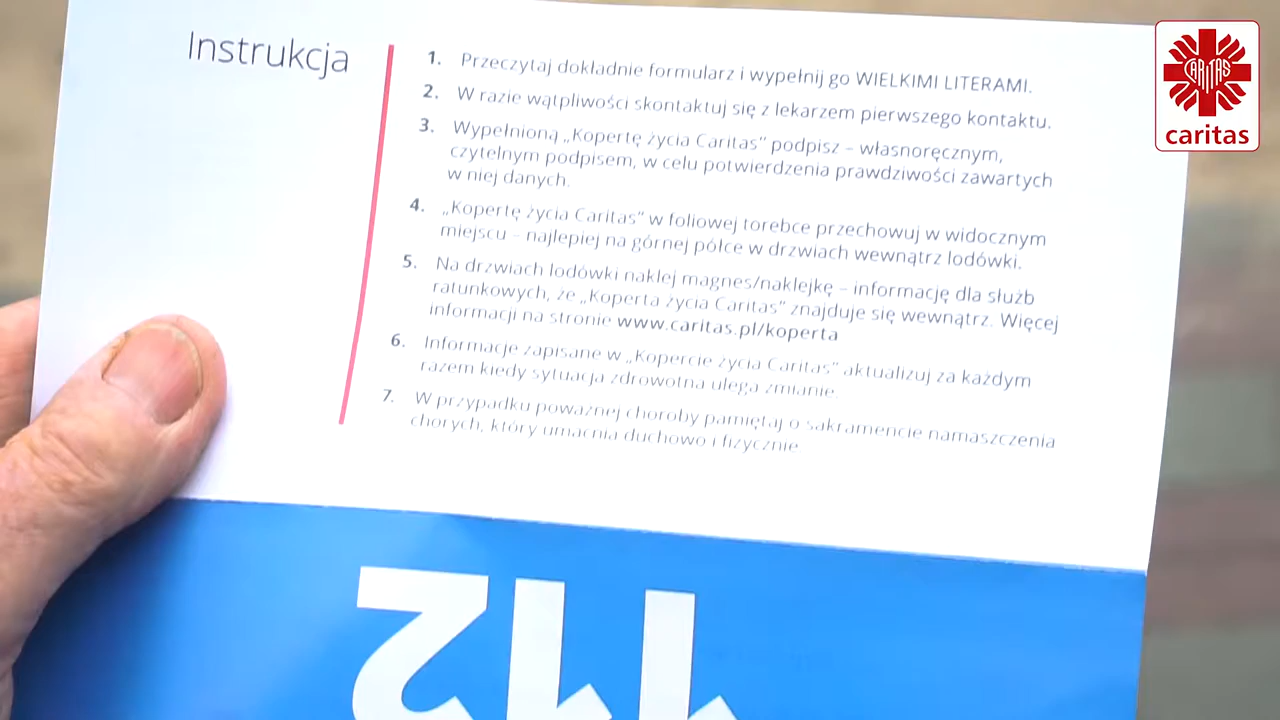 Instrukcja
1. Przeczytaj dokładnie formularz i wypełnij go WIELKIMI LITERAMI.
2. W razie wątpliwości skontaktuj się z lekarzem pierwszego kontaktu.
3. Wypełnioną „Kopertę życia Caritas" podpisz – własnoręcznym,
czytelnym podpisem, w celu potwierdzenia prawdziwości zawartych
w niej danych.
4. „Kopertę życia Caritas" w foliowej torebce przechowuj w widocznym
miejscu – najlepiej na górnej półce w drzwiach wewnątrz lodówki.
5. Na drzwiach lodówki naklej magnes/naklejkę – informację dla służb
ratunkowych, że „Koperta życia Caritas" znajduje się wewnątrz. Więcej
informacji na stronie www.caritas.pl/koperta
6. Informacje zapisane w „Kopercie życia Caritas" aktualizuj za każdym
razem kiedy sytuacja zdrowotna ulega zmianie.
7. W przypadku poważnej choroby pamiętaj o sakramencie namaszczenia
chorych, który umacnia duchowo i fizycznie
112
CARITAS
caritas